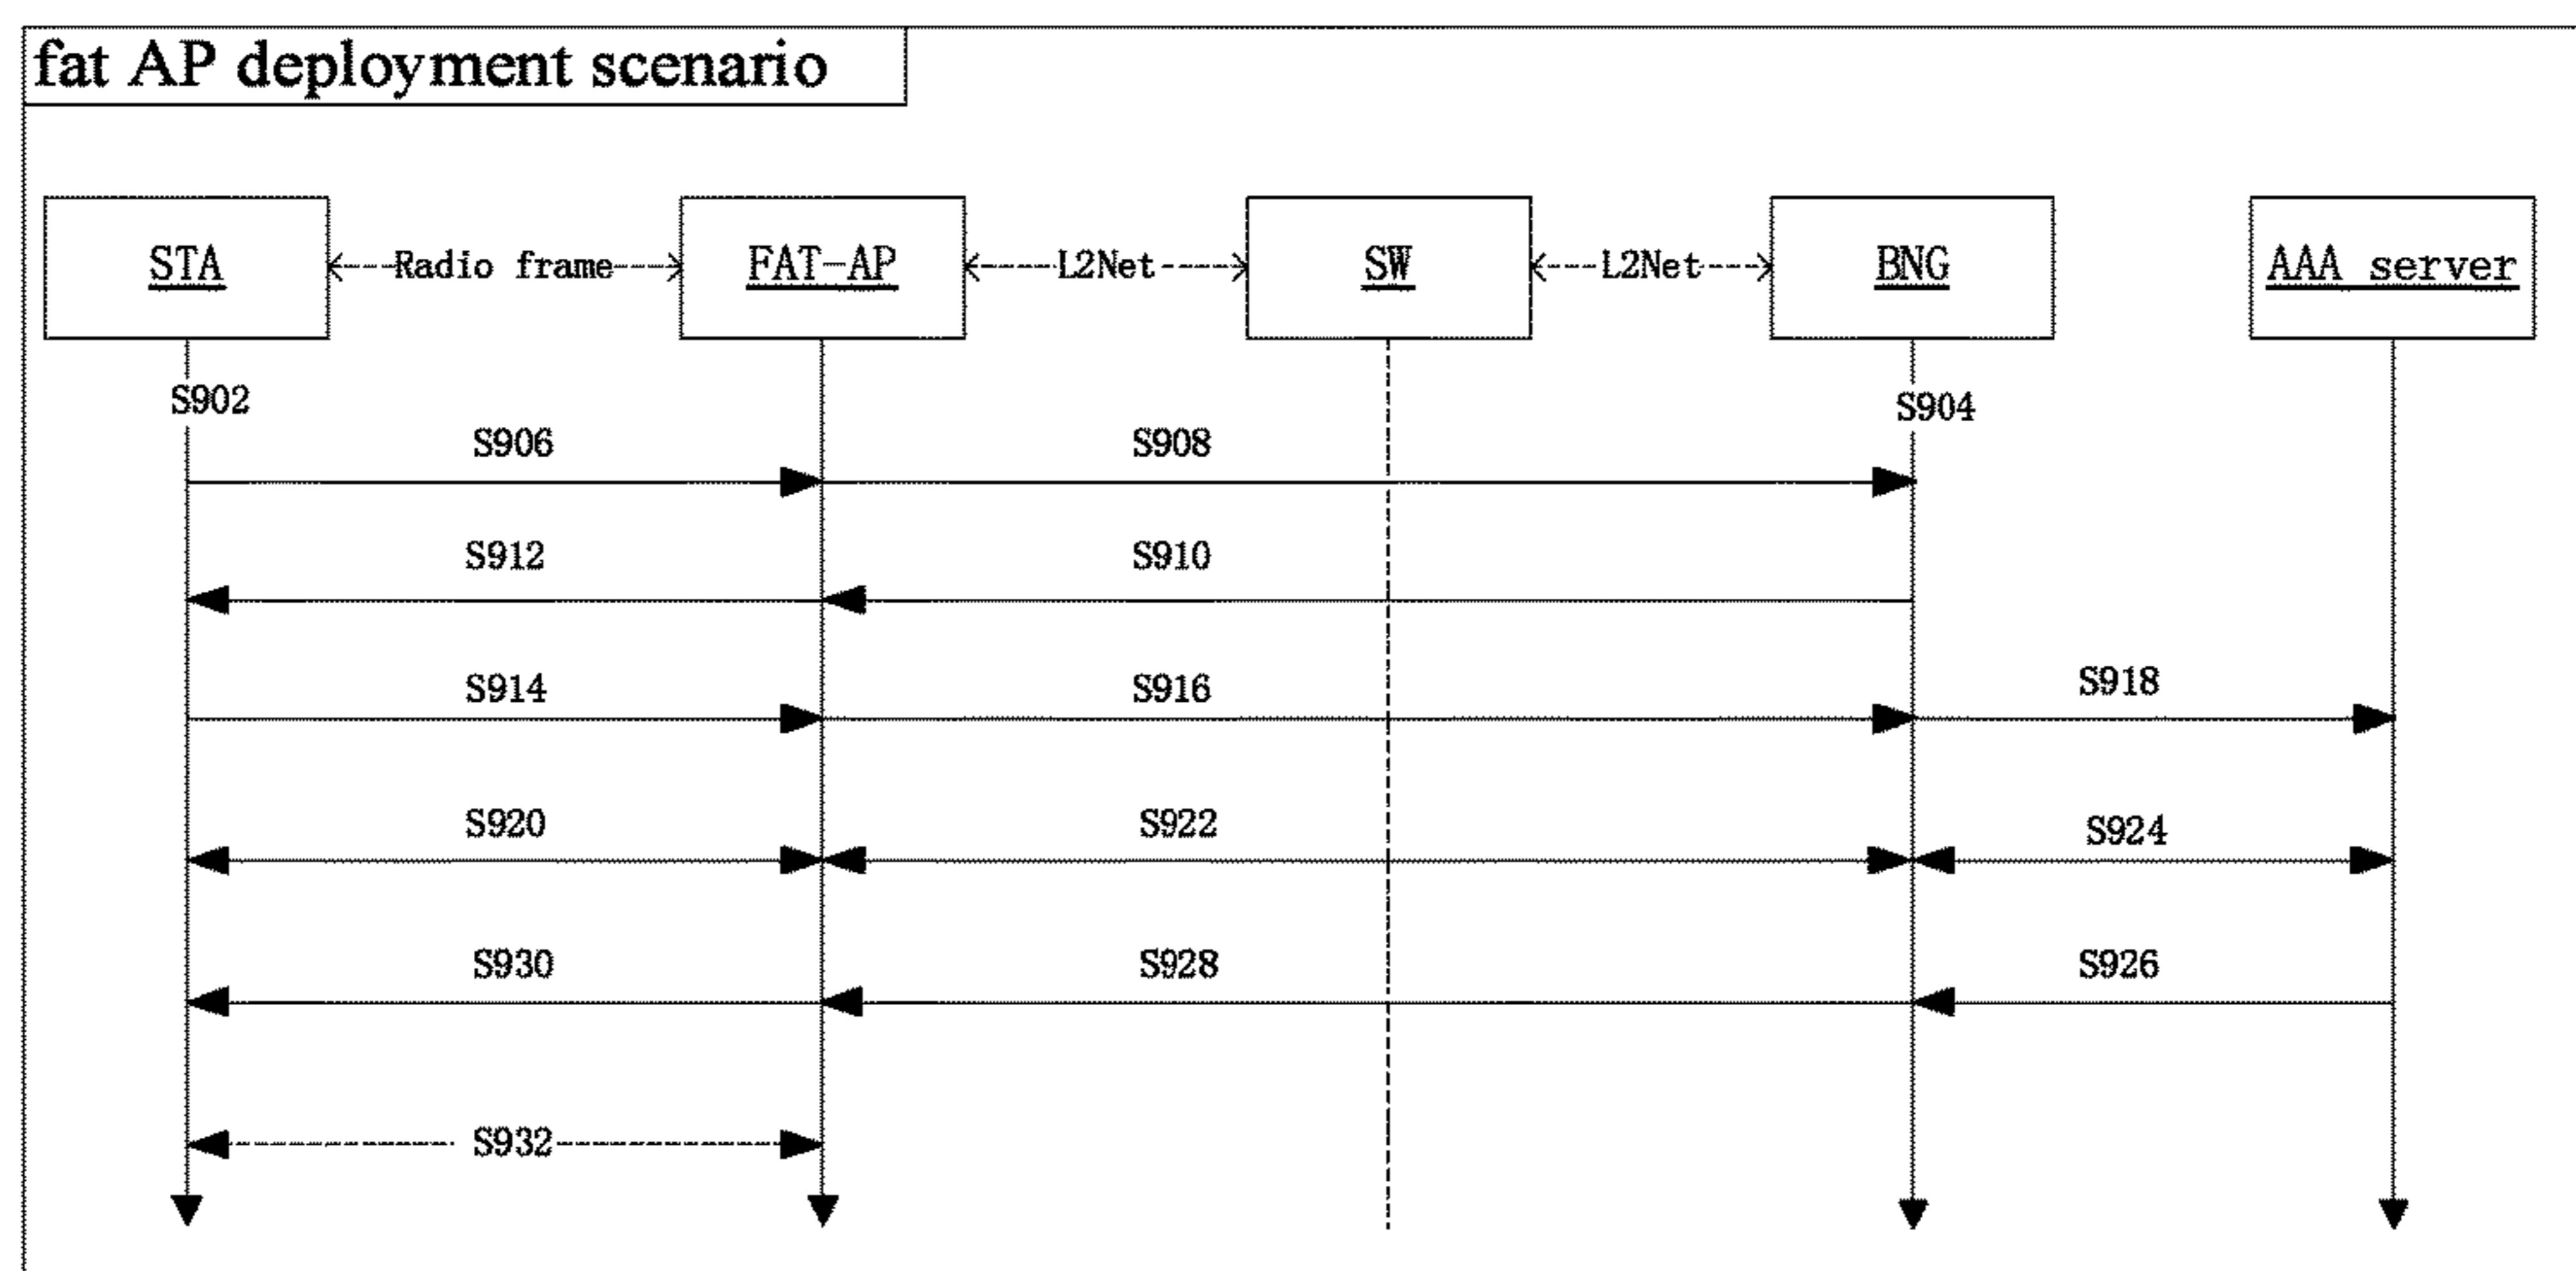 fat AP deployment scenario
STA Radio frame FAT-AP L2Net SW L2Net BNG AAA server
S902 S904
S906 S908
S912 S910
S914 S916 S918
S920 S922 S924
S930 S928 S926
S932